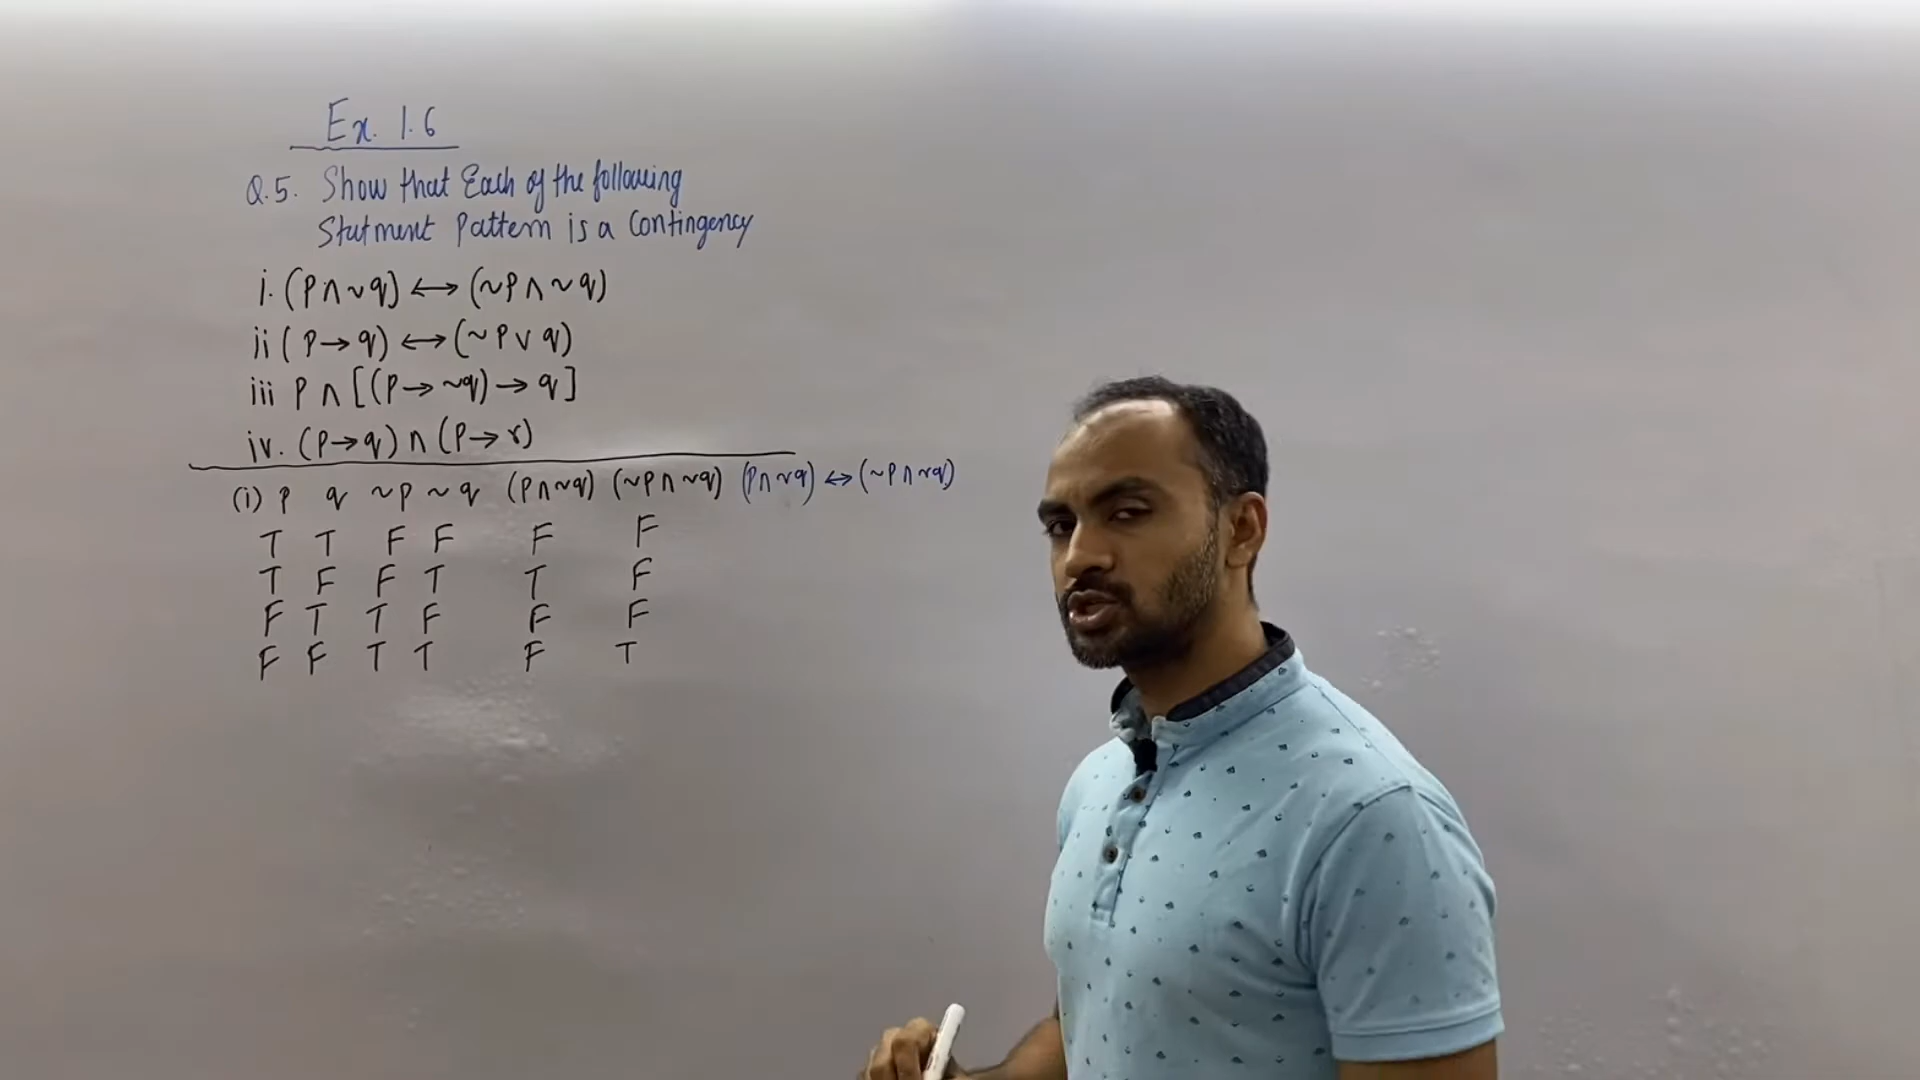 Ex. 1.6
Q.5. Show that Each of the following
Statment Pattern is a Contingency
i. (p∧~q) ↔ (~p∧~q)
ii (p→q) ↔ (~p∨q)
iii p∧[(p→~q)→q]
iv. (p→q)∧(p→r)
(i) p q ~p ~q (p∧~q) (~p∧~q) (p∧~q)↔(~p∧~q)
T T F F F F
T F F T T F
F T T F F F
F F T T F T